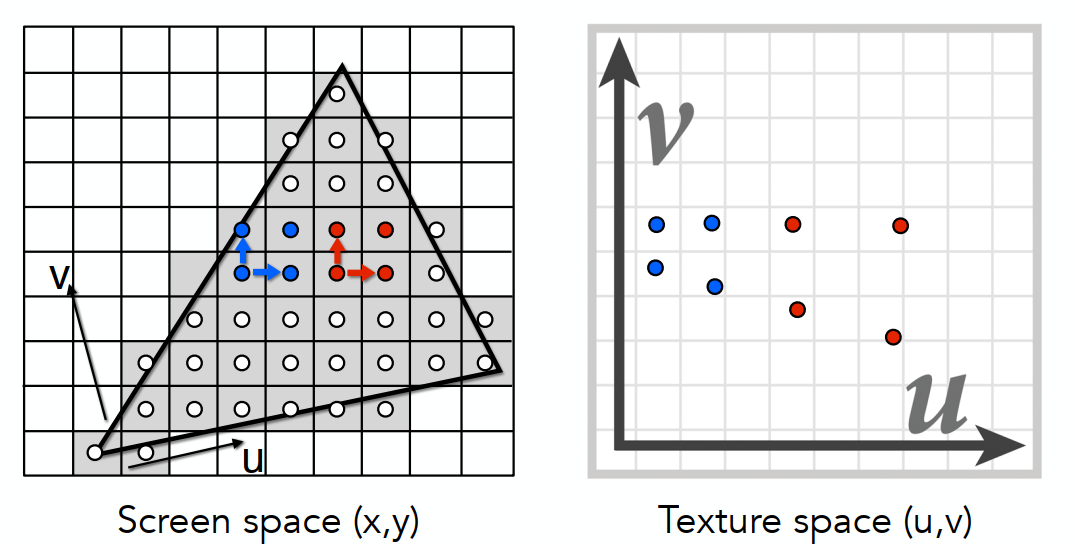 v
u
Screen space (x,y)
v
u
Texture space (u,v)